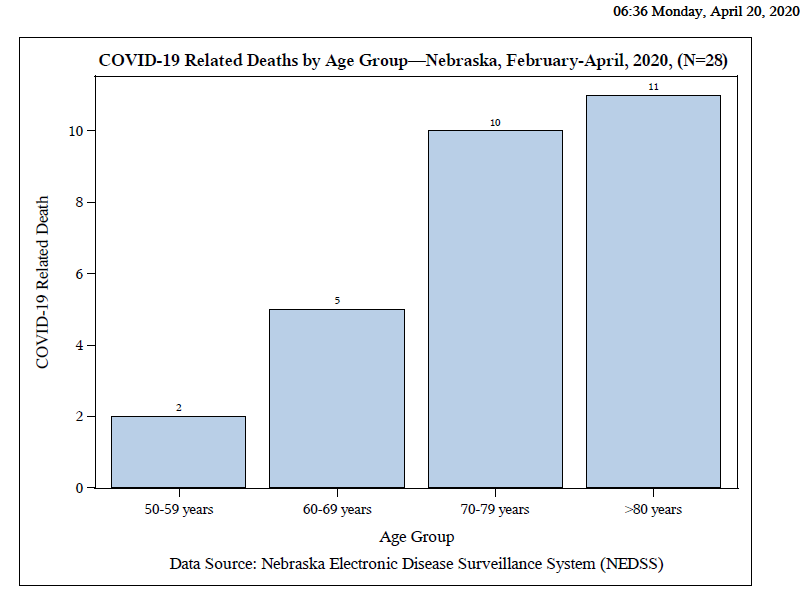 06:36 Monday, April 20, 2020
COVID-19 Related Deaths by Age Group—Nebraska, February-April, 2020, (N=28)
11
10
10
8
COVID-19 Related Death
6
5
4
2
2
0
50-59 years 60-69 years 70-79 years >80 years
Age Group
Data Source: Nebraska Electronic Disease Surveillance System (NEDSS)